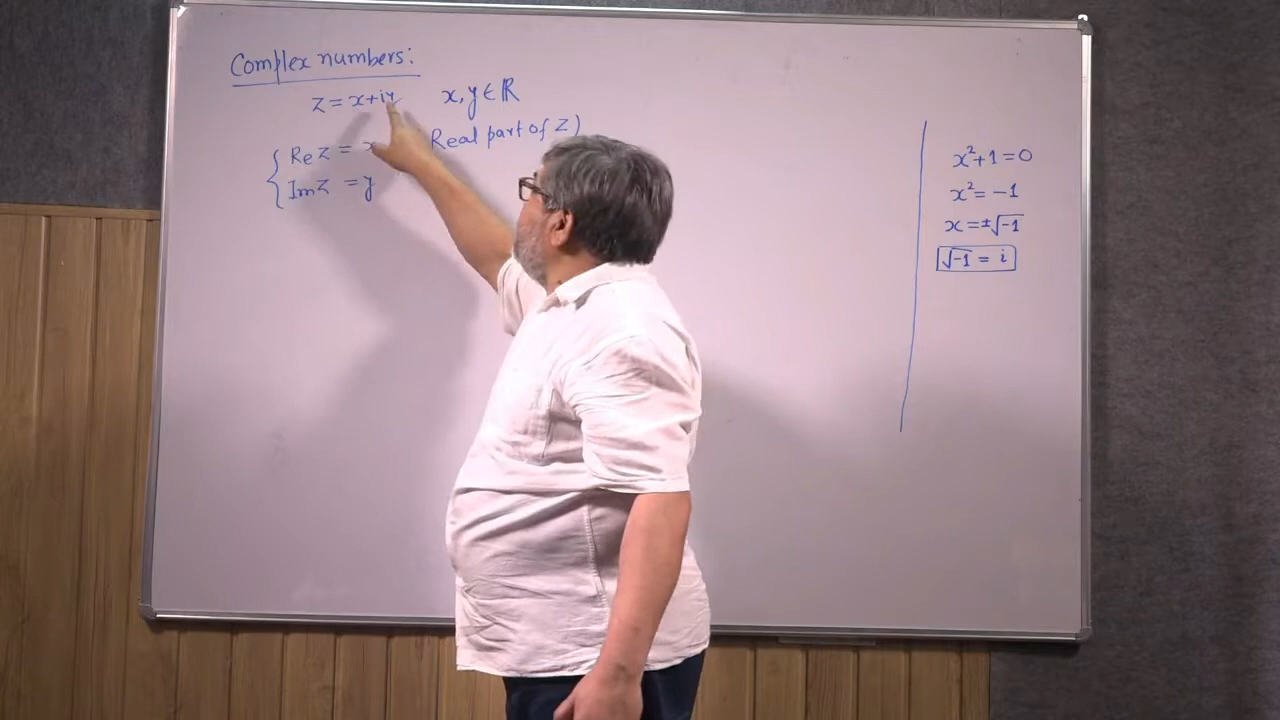 Complex numbers:
z = x+iy x, y ∈ ℝ
Re z = x Real part of z)
Im z = y
x²+1=0
x²= -1
x=±√-1
√-1 = i